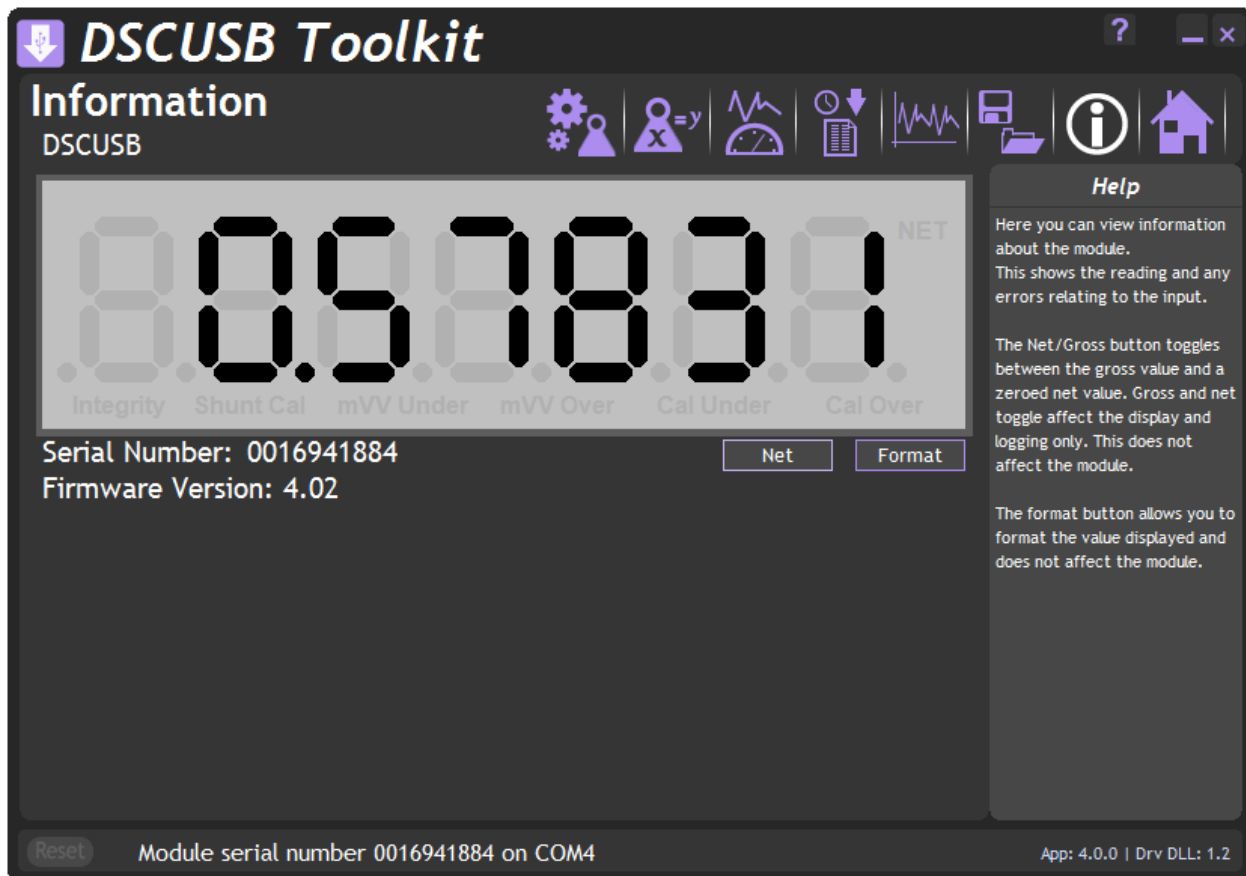 DSCUSB Toolkit
?
Information
DSCUSB
x=y
i
0.57831
NET
Integrity Shunt Cal mVV Under mVV Over Cal Under Cal Over
Serial Number: 0016941884
Net
Format
Firmware Version: 4.02
Help
Here you can view information
about the module.
This shows the reading and any
errors relating to the input.
The Net/Gross button toggles
between the gross value and a
zeroed net value. Gross and net
toggle affect the display and
logging only. This does not
affect the module.
The format button allows you to
format the value displayed and
does not affect the module.
Reset
Module serial number 0016941884 on COM4
App: 4.0.0 | Drv DLL: 1.2